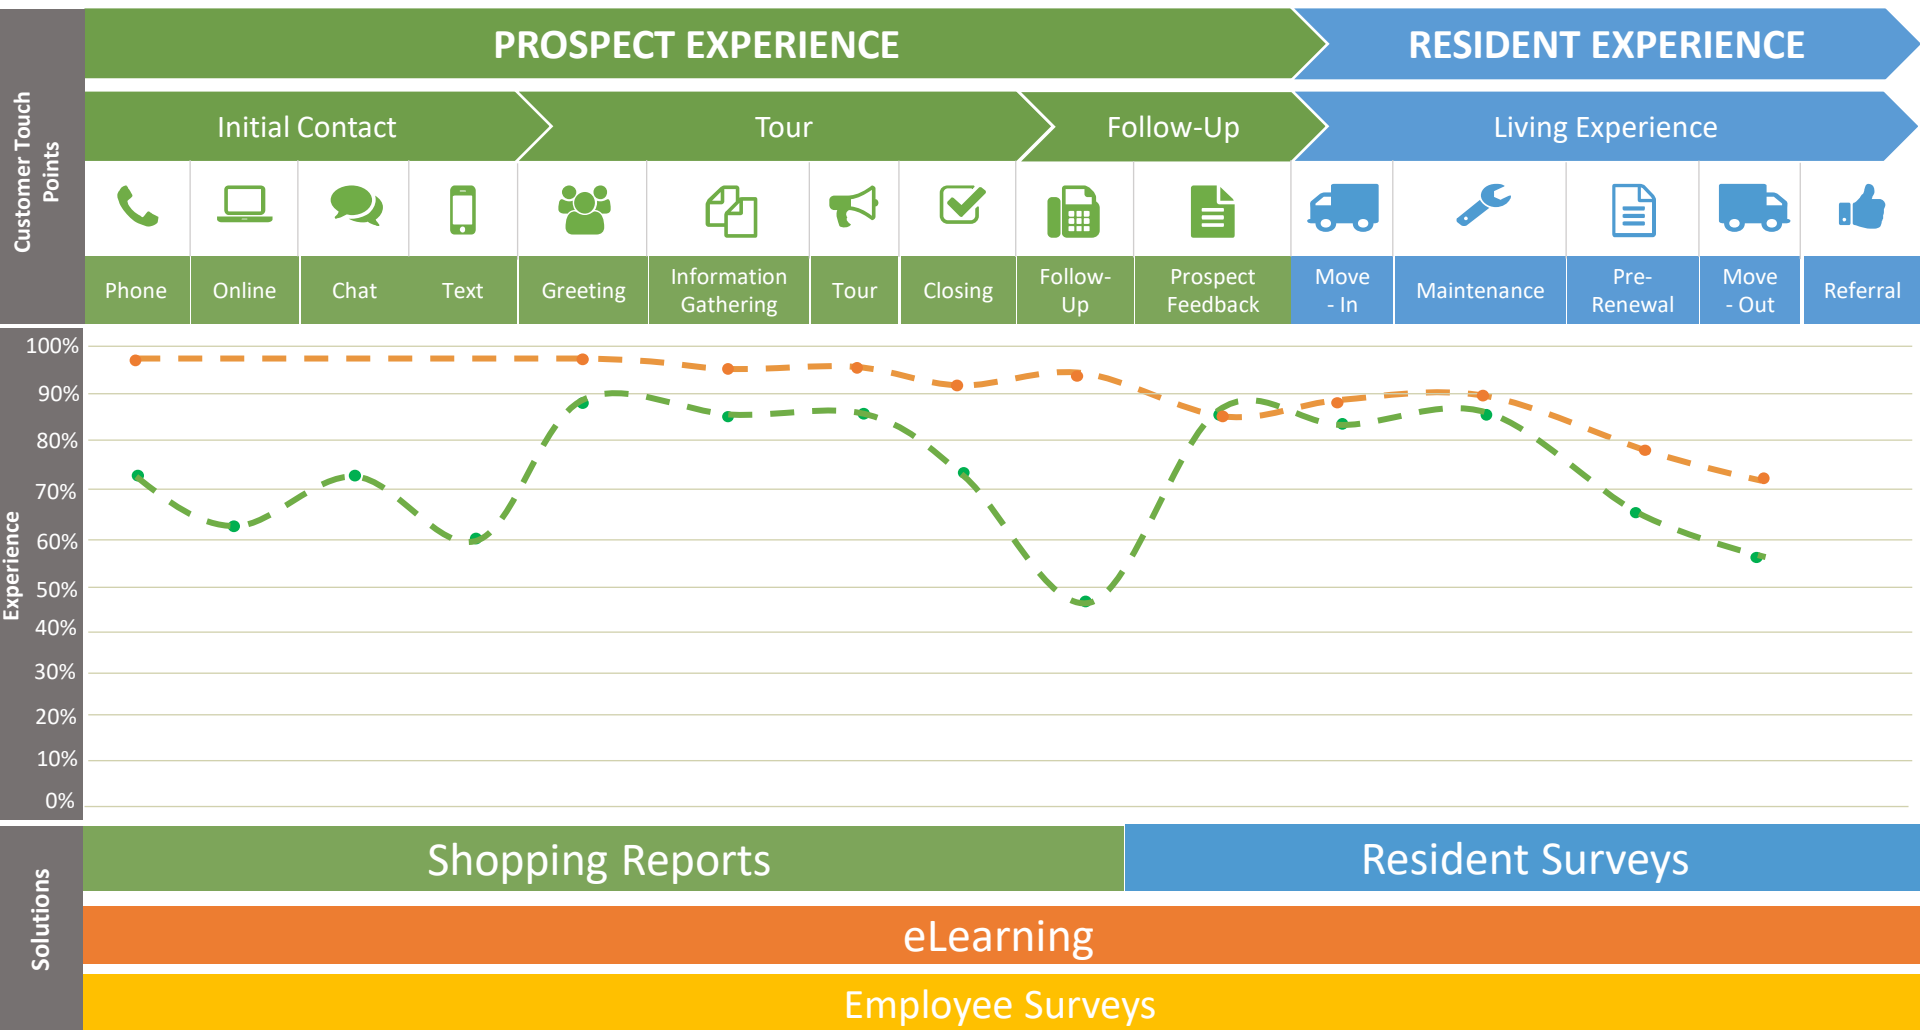 PROSPECT EXPERIENCE
RESIDENT EXPERIENCE
Customer Touch
Points
Initial Contact
Tour
Follow-Up
Living Experience
Phone
Online
Chat
Text
Greeting
Information
Gathering
Tour
Closing
Follow-
Up
Prospect
Feedback
Move
- In
Maintenance
Pre-
Renewal
Move
- Out
Referral
Experience
100%
90%
80%
70%
60%
50%
40%
30%
20%
10%
0%
Solutions
Shopping Reports
Resident Surveys
eLearning
Employee Surveys